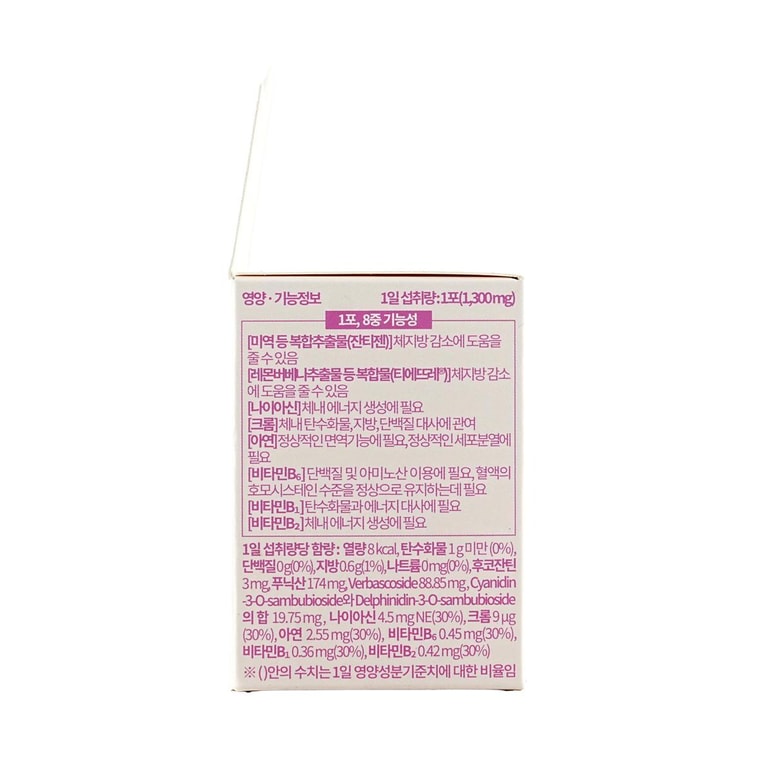 영양·기능정보 1일 섭취량:1포(1,300mg)
1포, 8중 기능성
[미역 등 복합추출물(잔티젠)]체지방 감소에 도움을
줄 수 있음
[레몬버베나추출물 등 복합물(티에뜨레®)]체지방 감소
에 도움을 줄 수 있음
[나이아신]체내 에너지 생성에 필요
[크롬]체내 탄수화물,지방,단백질 대사에 관여
[아연]정상적인 면역기능에 필요,정상적인 세포분열에
필요
[비타민B₆]단백질 및 아미노산 이용에 필요,혈액의
호모시스테인 수준을 정상으로 유지하는데 필요
[비타민B₁]탄수화물과 에너지 대사에 필요
[비타민B₂]체내 에너지 생성에 필요
1일 섭취량당 함량: 열량 8 kcal, 탄수화물 1 g 미만 (0%),
단백질 0g(0%),지방 0.6g(1%),나트륨 0mg(0%),후코잔틴
3 mg, 푸닉산 174 mg, Verbascoside 88.85 mg, Cyanidin
-3-O-sambubioside와 Delphinidin-3-O-sambubioside
의 합 19.75 mg, 나이아신 4.5 mg NE(30%), 크롬 9 µg
(30%), 아연 2.55 mg(30%), 비타민B₆ 0.45 mg(30%),
비타민B₁ 0.36 mg(30%), 비타민B₂ 0.42 mg(30%)
※ ( )안의 수치는 1일 영양성분기준치에 대한 비율임